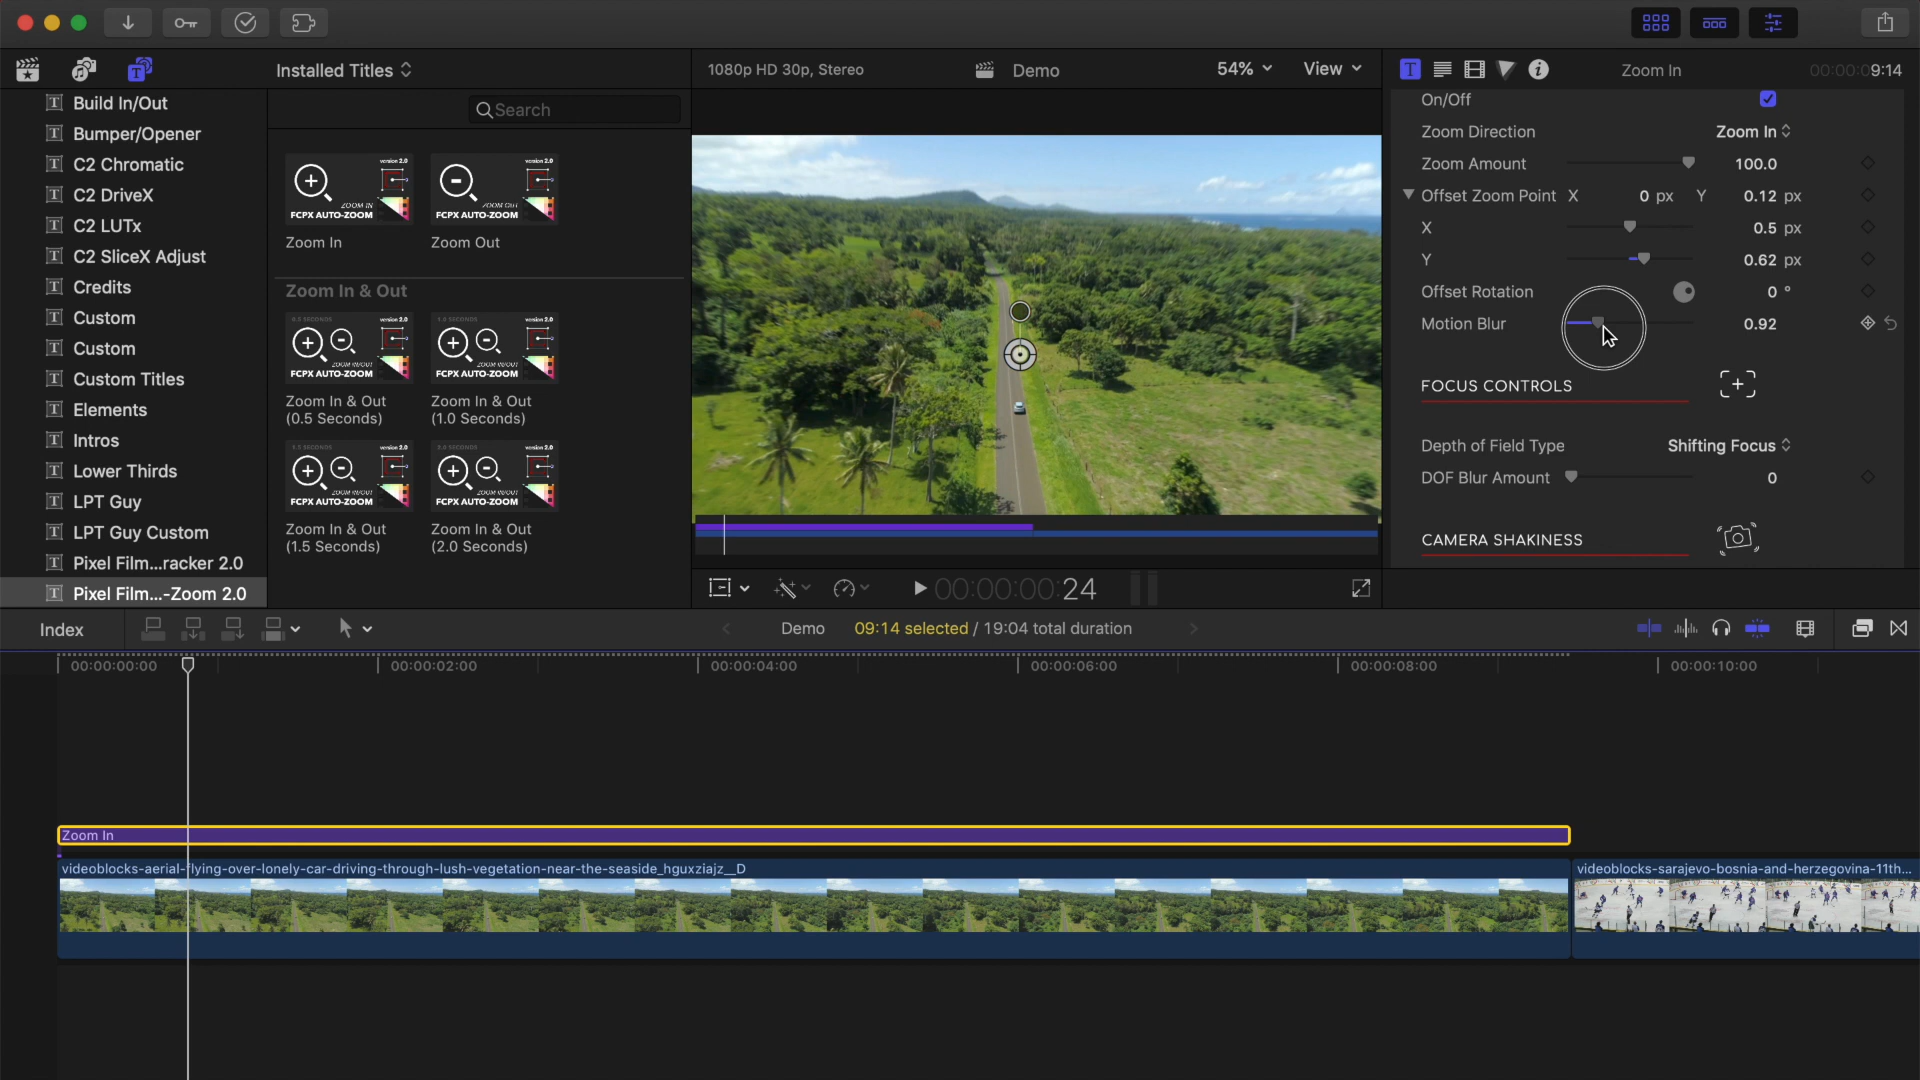 Installed Titles
1080p HD 30p, Stereo
Demo
54%
View
Zoom In
00:00:09:14
Build In/Out
Bumper/Opener
C2 Chromatic
C2 DriveX
C2 LUTx
C2 SliceX Adjust
Credits
Custom
Custom
Custom Titles
Elements
Intros
Lower Thirds
LPT Guy
LPT Guy Custom
Pixel Film...racker 2.0
Pixel Film...-Zoom 2.0
Search
version 2.0
ZOOM IN
FCPX AUTO-ZOOM
Zoom In
version 2.0
ZOOM OUT
FCPX AUTO-ZOOM
Zoom Out
Zoom In & Out
0.5 SECONDS
version 2.0
ZOOM IN/OUT
FCPX AUTO-ZOOM
Zoom In & Out
(0.5 Seconds)
1.0 SECONDS
version 2.0
ZOOM IN/OUT
FCPX AUTO-ZOOM
Zoom In & Out
(1.0 Seconds)
1.5 SECONDS
version 2.0
ZOOM IN/OUT
FCPX AUTO-ZOOM
Zoom In & Out
(1.5 Seconds)
2.0 SECONDS
version 2.0
ZOOM IN/OUT
FCPX AUTO-ZOOM
Zoom In & Out
(2.0 Seconds)
On/Off
Zoom Direction Zoom In
Zoom Amount 100.0
Offset Zoom Point X 0 px Y 0.12 px
X 0.5 px
Y 0.62 px
Offset Rotation 0 °
Motion Blur 0.92
FOCUS CONTROLS
Depth of Field Type Shifting Focus
DOF Blur Amount 0
CAMERA SHAKINESS
00:00:00:24
Index
Demo
09:14 selected / 19:04 total duration
00:00:00:00
00:00:02:00
00:00:04:00
00:00:06:00
00:00:08:00
00:00:10:00
Zoom In
videoblocks-aerial-flying-over-lonely-car-driving-through-lush-vegetation-near-the-seaside_hguxziajz__D
videoblocks-sarajevo-bosnia-and-herzegovina-11th...